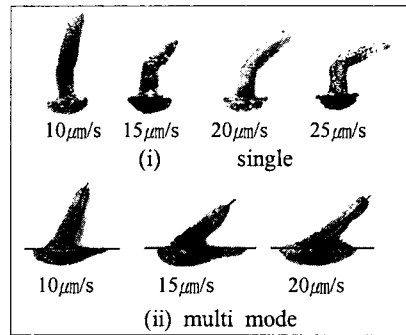 10μm/s 15μm/s 20μm/s 25μm/s
(i) single
10μm/s 15μm/s 20μm/s
(ii) multi mode